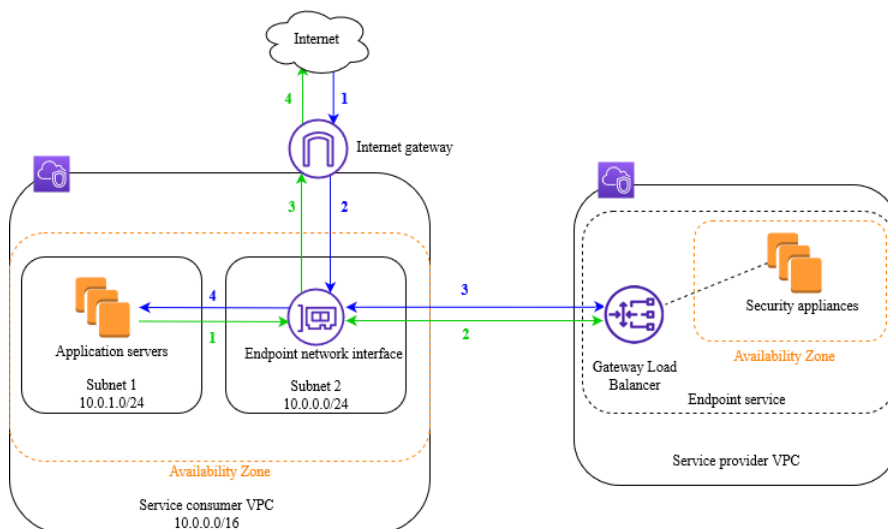 Internet
4
1
Internet gateway
3
2
4
3
1
2
Application servers
Endpoint network interface
Subnet 1
10.0.1.0/24
Subnet 2
10.0.0.0/24
Availability Zone
Service consumer VPC
10.0.0.0/16
Security appliances
Availability Zone
Gateway Load
Balancer
Endpoint service
Service provider VPC